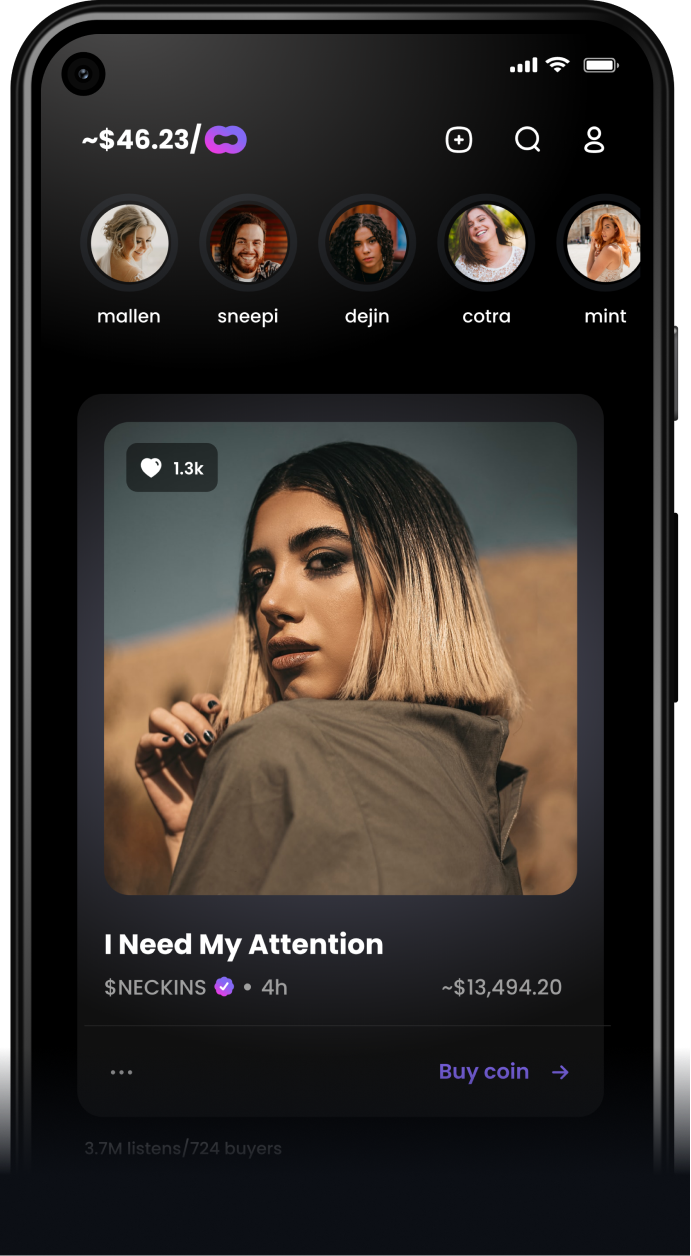 ~$46.23/
mallen sneepi dejin cotra mint
1.3k
I Need My Attention
$NECKINS • 4h ~$13,494.20
... Buy coin →
3.7M listens/724 buyers